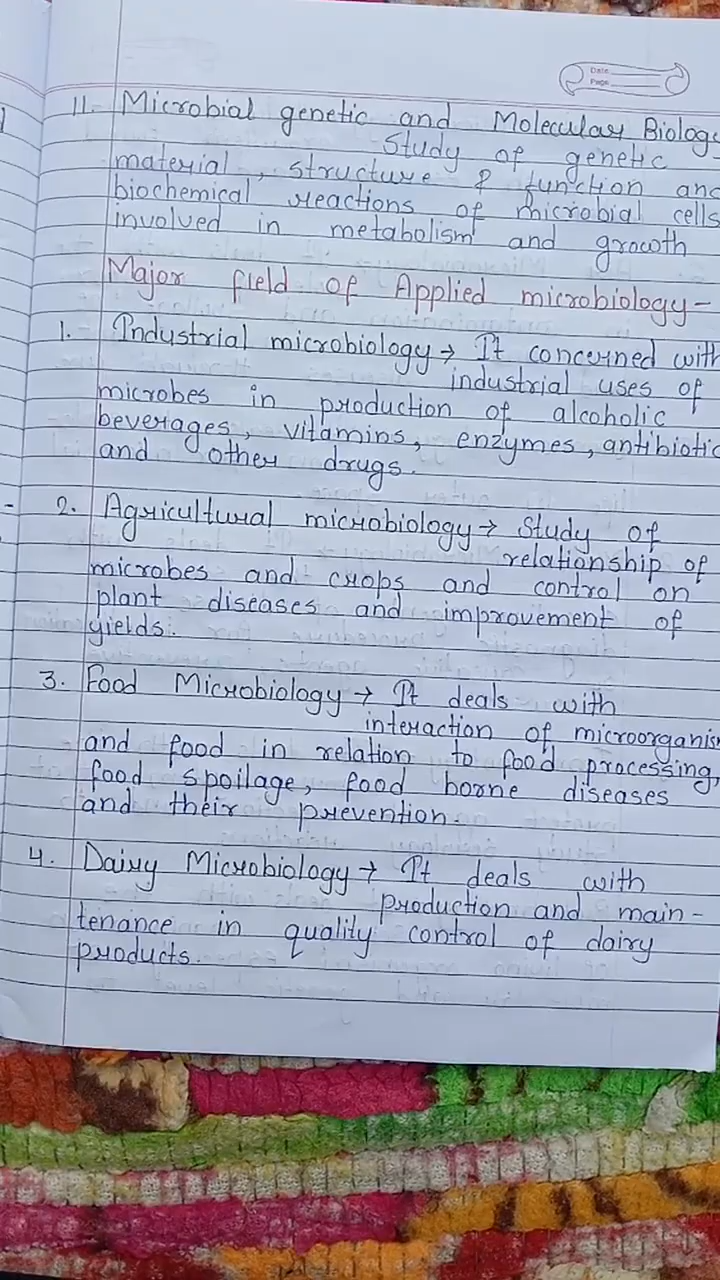 Date
Page
11. Microbial genetic and Molecular Biology
Study of genetic
material, structure & function and
biochemical reactions of microbial cells
involved in metabolism and growth
Major field of Applied microbiology-
1. Industrial microbiology → It concerned with
industrial uses of
microbes in production of alcoholic
beverages, vitamins, enzymes, antibiotic
and other drugs.
2. Agricultural microbiology → Study of
relationship of
microbes and crops and control on
plant diseases and improvement of
yields.
3. Food Microbiology → It deals with
interaction of microorganism
and food in relation to food processing,
food spoilage, food borne diseases
and their prevention.
4. Dairy Microbiology → It deals with
production and main-
tenance in quality control of dairy
products.